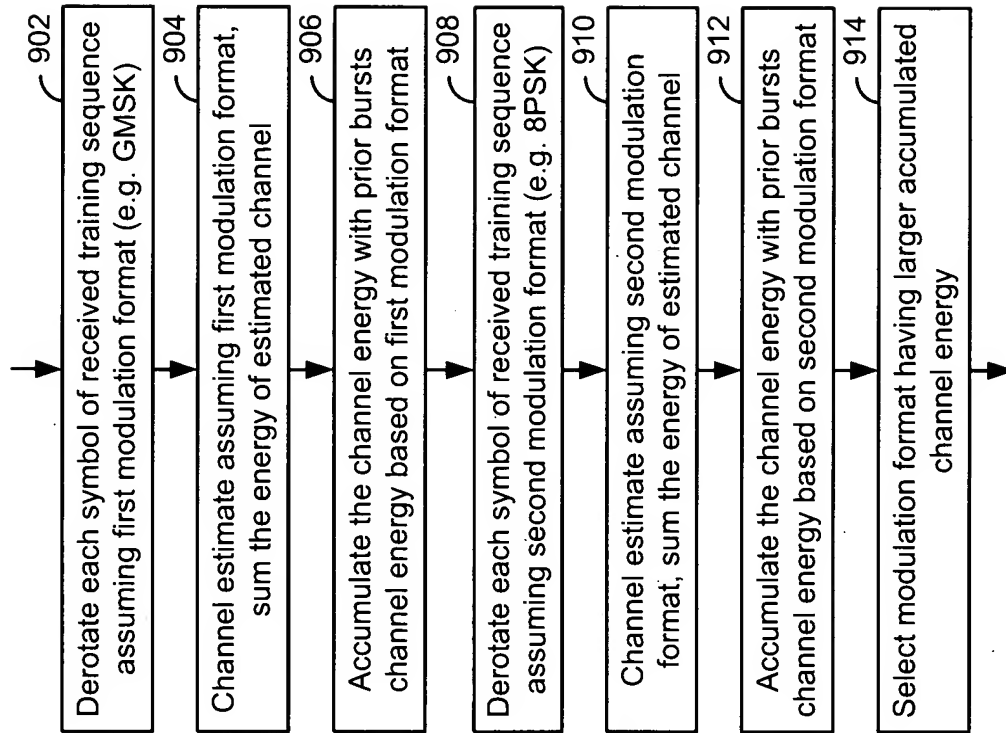 902
Derotate each symbol of received training sequence
assuming first modulation format (e.g. GMSK)
904
Channel estimate assuming first modulation format,
sum the energy of estimated channel
906
Accumulate the channel energy with prior bursts
channel energy based on first modulation format
908
Derotate each symbol of received training sequence
assuming second modulation format (e.g. 8PSK)
910
Channel estimate assuming second modulation
format, sum the energy of estimated channel
912
Accumulate the channel energy with prior bursts
channel energy based on second modulation format
914
Select modulation format having larger accumulated
channel energy